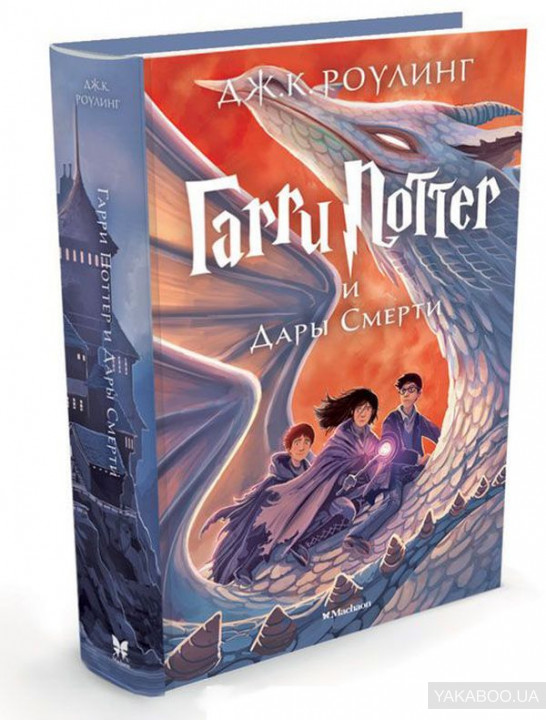 ДЖ.К.
РОУЛИНГ
ГАРРИ ПОТТЕР И ДАРЫ СМЕРТИ
ДЖ.К.РОУЛИНГ
Гарри Поттер
и
Дары Смерти
Machaon
YAKABOO.UA